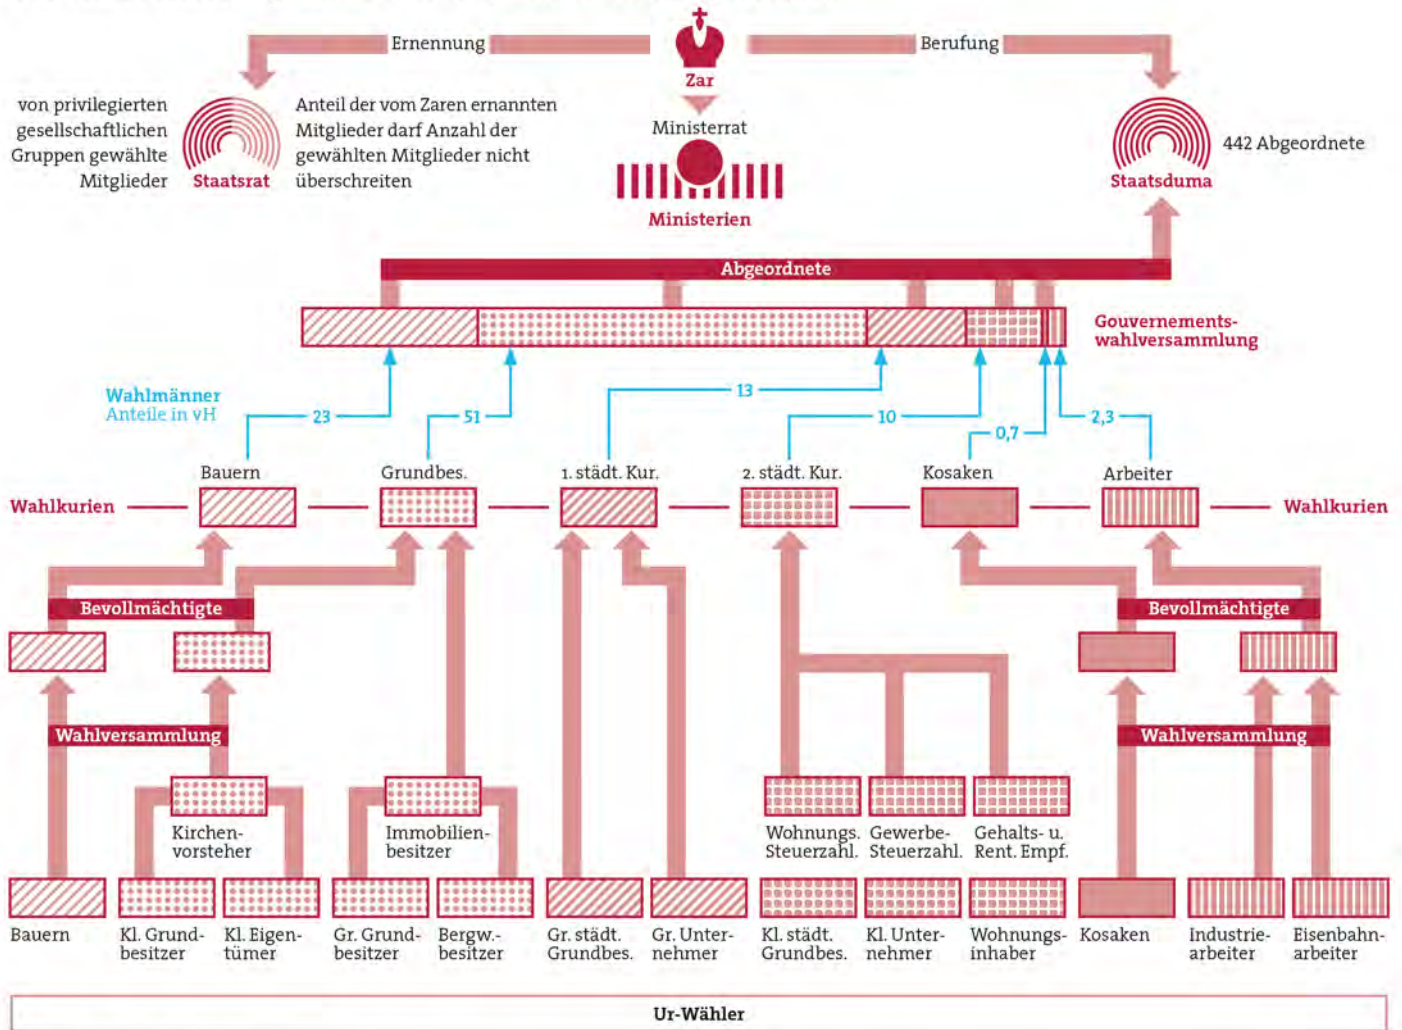 Ernennung
Berufung
Zar
von privilegierten
gesellschaftlichen
Gruppen gewählte
Mitglieder
Staatsrat
Anteil der vom Zaren ernannten
Mitglieder darf Anzahl der
gewählten Mitglieder nicht
überschreiten
Ministerrat
Ministerien
442 Abgeordnete
Staatsduma
Abgeordnete
Gouvernements-
wahlversammlung
Wahlmänner
Anteile in vH
23
51
13
10
0,7
2,3
Bauern
Grundbes.
1. städt. Kur.
2. städt. Kur.
Kosaken
Arbeiter
Wahlkurien
Wahlkurien
Bevollmächtigte
Bevollmächtigte
Wahlversammlung
Wahlversammlung
Kirchen-
vorsteher
Immobilien-
besitzer
Wohnungs.
Steuerzahl.
Gewerbe-
Steuerzahl.
Gehalts- u.
Rent. Empf.
Bauern
Kl. Grund-
besitzer
Kl. Eigen-
tümer
Gr. Grund-
besitzer
Bergw.-
besitzer
Gr. städt.
Grundbes.
Gr. Unter-
nehmer
Kl. städt.
Grundbes.
Kl. Unter-
nehmer
Wohnungs-
inhaber
Kosaken
Industrie-
arbeiter
Eisenbahn-
arbeiter
Ur-Wähler